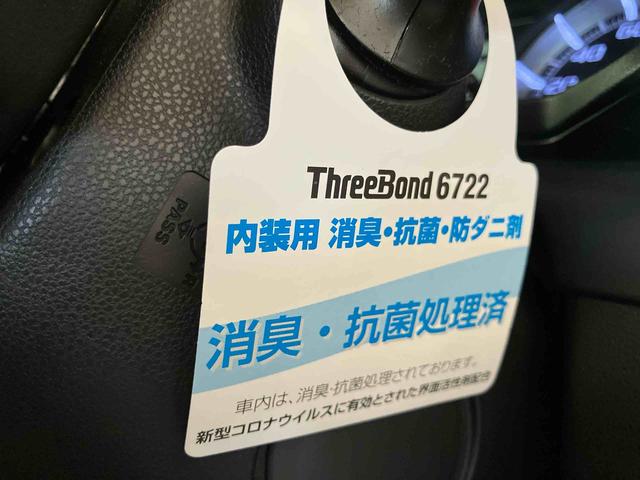 40
60
20
PASS
ThreeBond 6722
内装用 消臭・抗菌・防ダニ剤
消臭・抗菌処理済
車内は、消臭・抗菌処理されております。
新型コロナウイルスに有効とされた界面活性剤配合